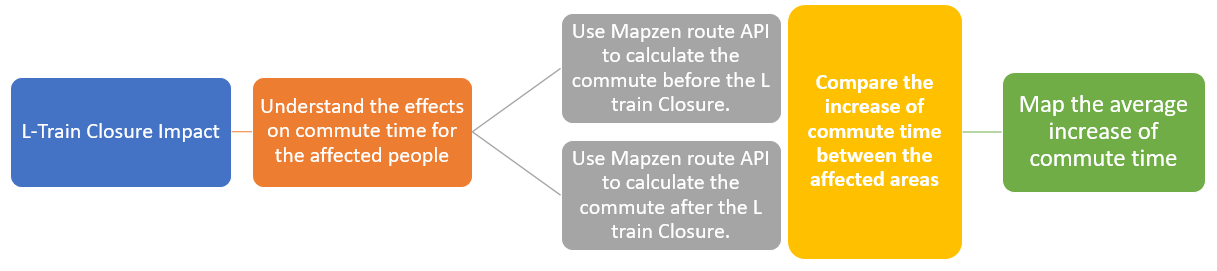 L-Train Closure Impact
Understand the effects
on commute time for
the affected people
Use Mapzen route API
to calculate the
commute before the L
train Closure.
Use Mapzen route API
to calculate the
commute after the L
train Closure.
Compare the
increase of
commute time
between the
affected areas
Map the average
increase of
commute time